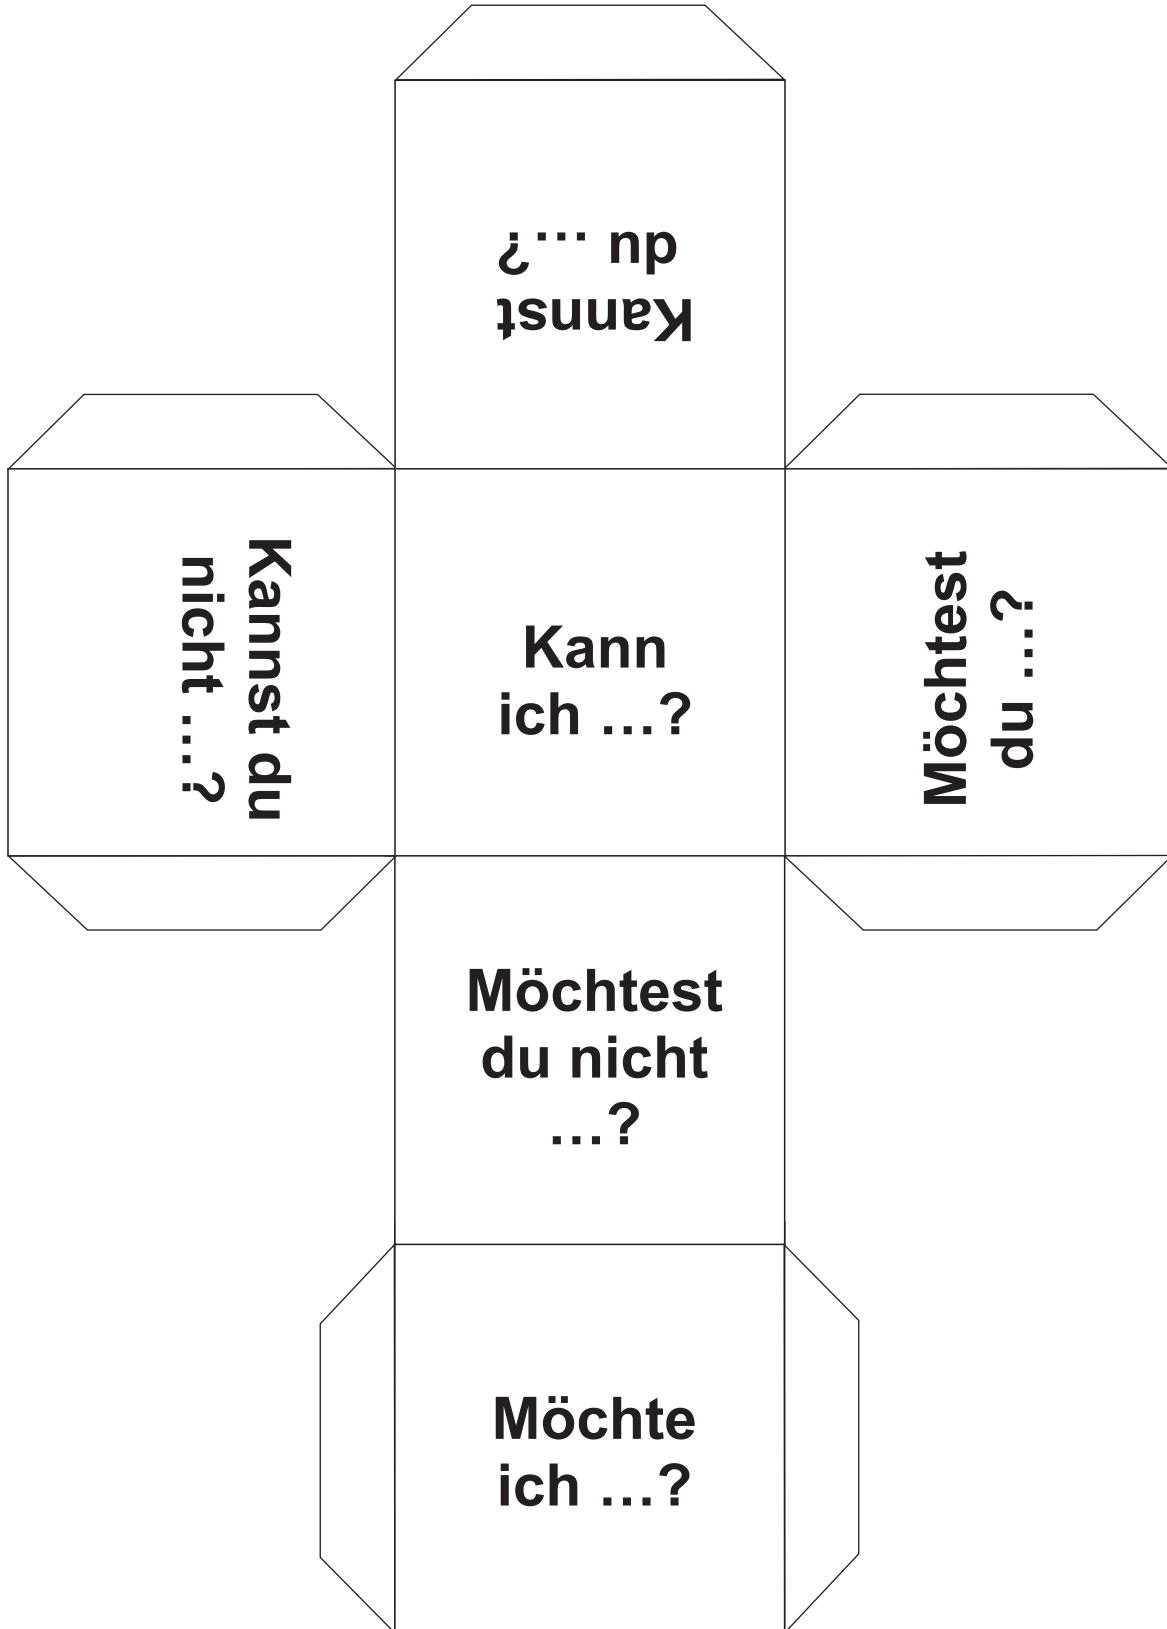 Kannst
du …?
Kannst du
nicht …?
Kann
ich …?
Möchtest
du …?
Möchtest
du nicht
…?
Möchte
ich …?